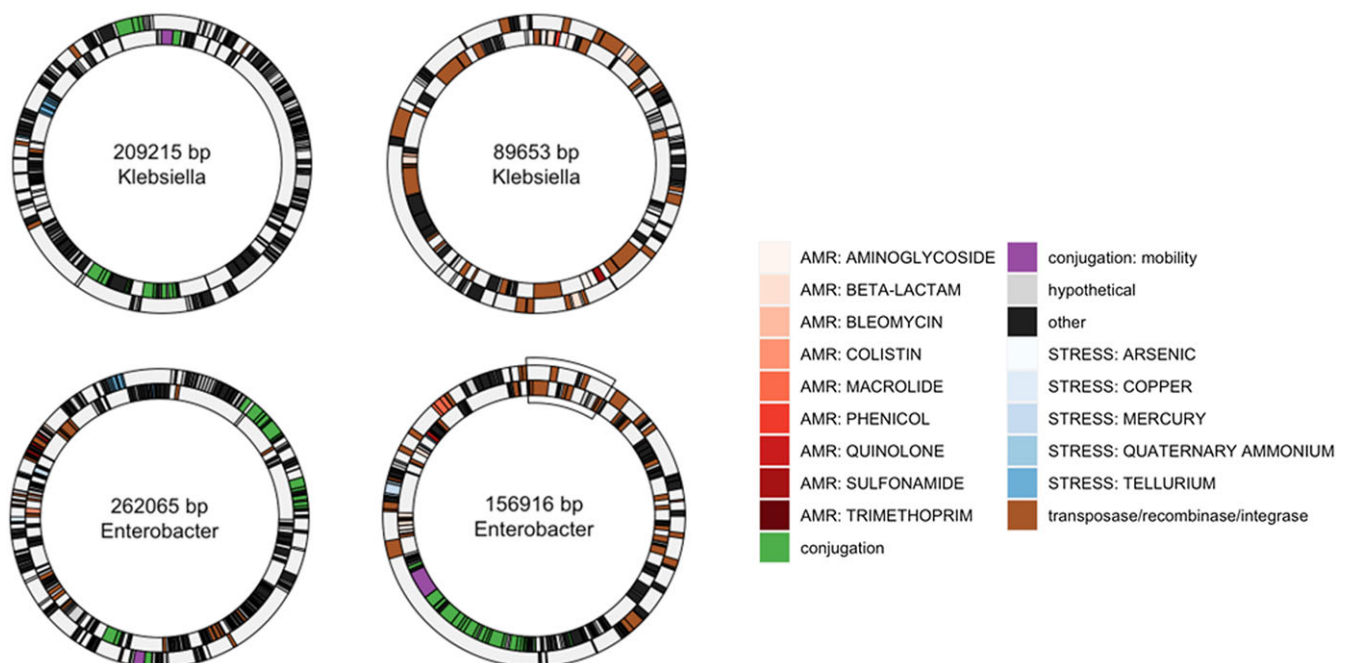 209215 bp
Klebsiella
89653 bp
Klebsiella
262065 bp
Enterobacter
156916 bp
Enterobacter
AMR: AMINOGLYCOSIDE
AMR: BETA-LACTAM
AMR: BLEOMYCIN
AMR: COLISTIN
AMR: MACROLIDE
AMR: PHENICOL
AMR: QUINOLONE
AMR: SULFONAMIDE
AMR: TRIMETHOPRIM
conjugation
conjugation: mobility
hypothetical
other
STRESS: ARSENIC
STRESS: COPPER
STRESS: MERCURY
STRESS: QUATERNARY AMMONIUM
STRESS: TELLURIUM
transposase/recombinase/integrase